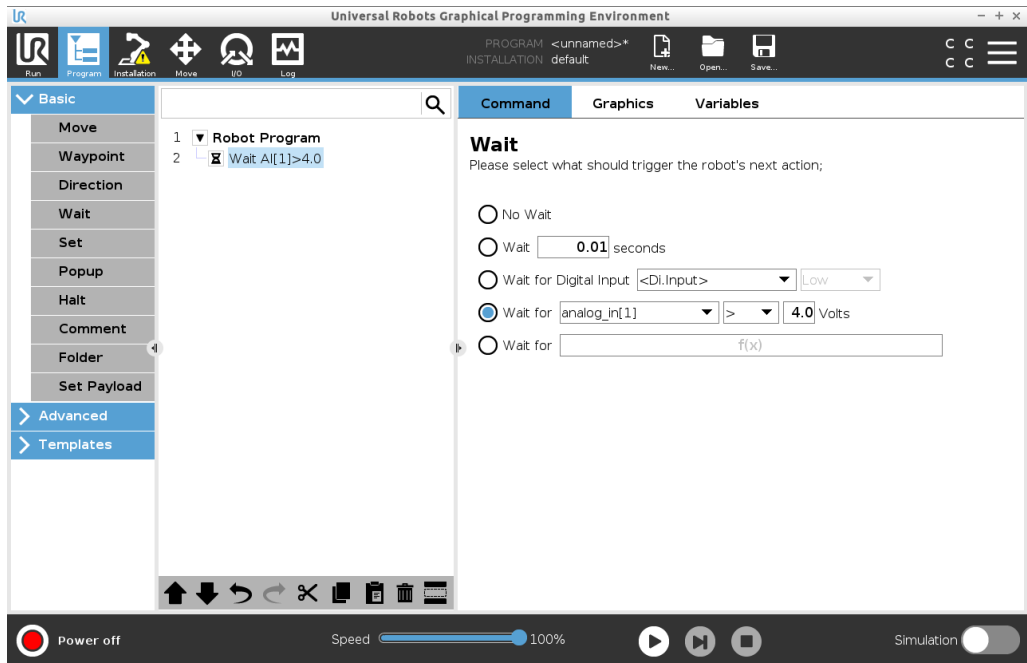 Universal Robots Graphical Programming Environment
PROGRAM <unnamed>*
INSTALLATION default
Run Program Installation Move I/O Log New... Open... Save...
C C
C C
Basic
Move
Waypoint
Direction
Wait
Set
Popup
Halt
Comment
Folder
Set Payload
Advanced
Templates
1 Robot Program
2 Wait AI[1]>4.0
Command Graphics Variables
Wait
Please select what should trigger the robot's next action;
No Wait
Wait 0.01 seconds
Wait for Digital Input <Di.Input> Low
Wait for analog_in[1] > 4.0 Volts
Wait for f(x)
Power off Speed 100% Simulation